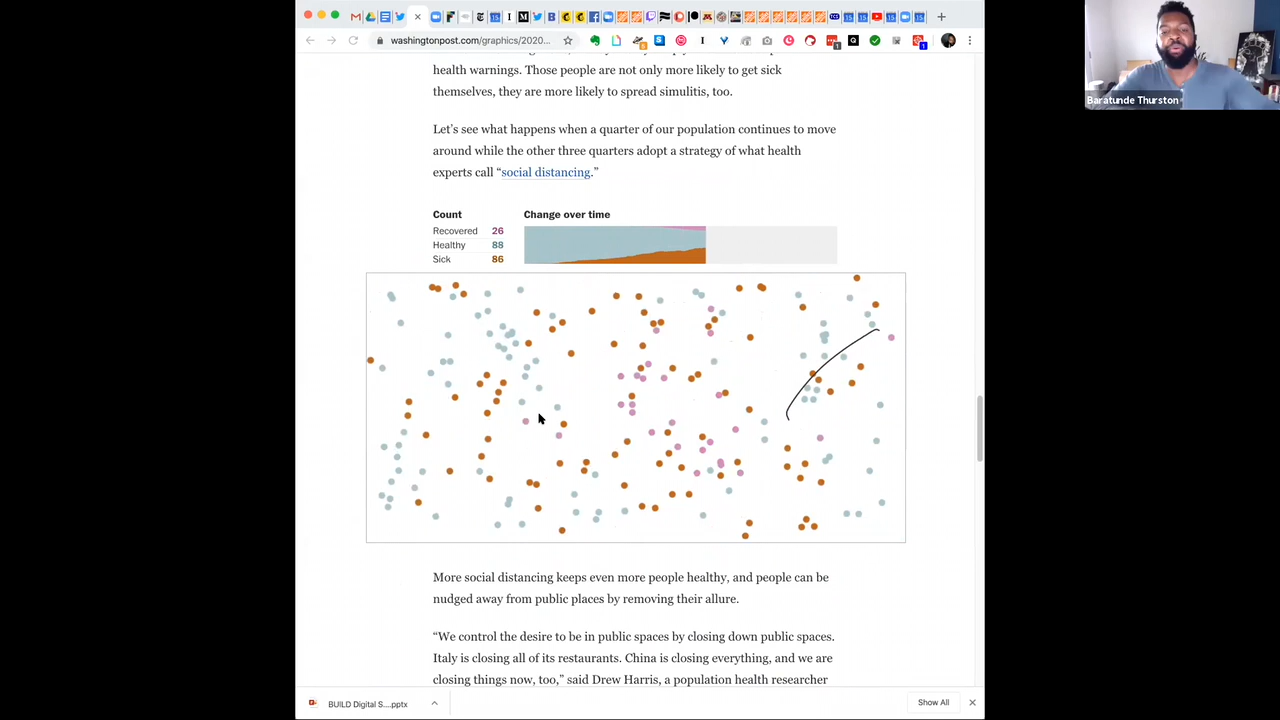 washingtonpost.com/graphics/2020...
health warnings. Those people are not only more likely to get sick
themselves, they are more likely to spread simulitis, too.
Let’s see what happens when a quarter of our population continues to move
around while the other three quarters adopt a strategy of what health
experts call “social distancing.”
Count
Change over time
Recovered 26
Healthy 88
Sick 86
More social distancing keeps even more people healthy, and people can be
nudged away from public places by removing their allure.
“We control the desire to be in public spaces by closing down public spaces.
Italy is closing all of its restaurants. China is closing everything, and we are
closing things now, too,” said Drew Harris, a population health researcher
BUILD Digital S....pptx
Show All
Baratunde Thurston